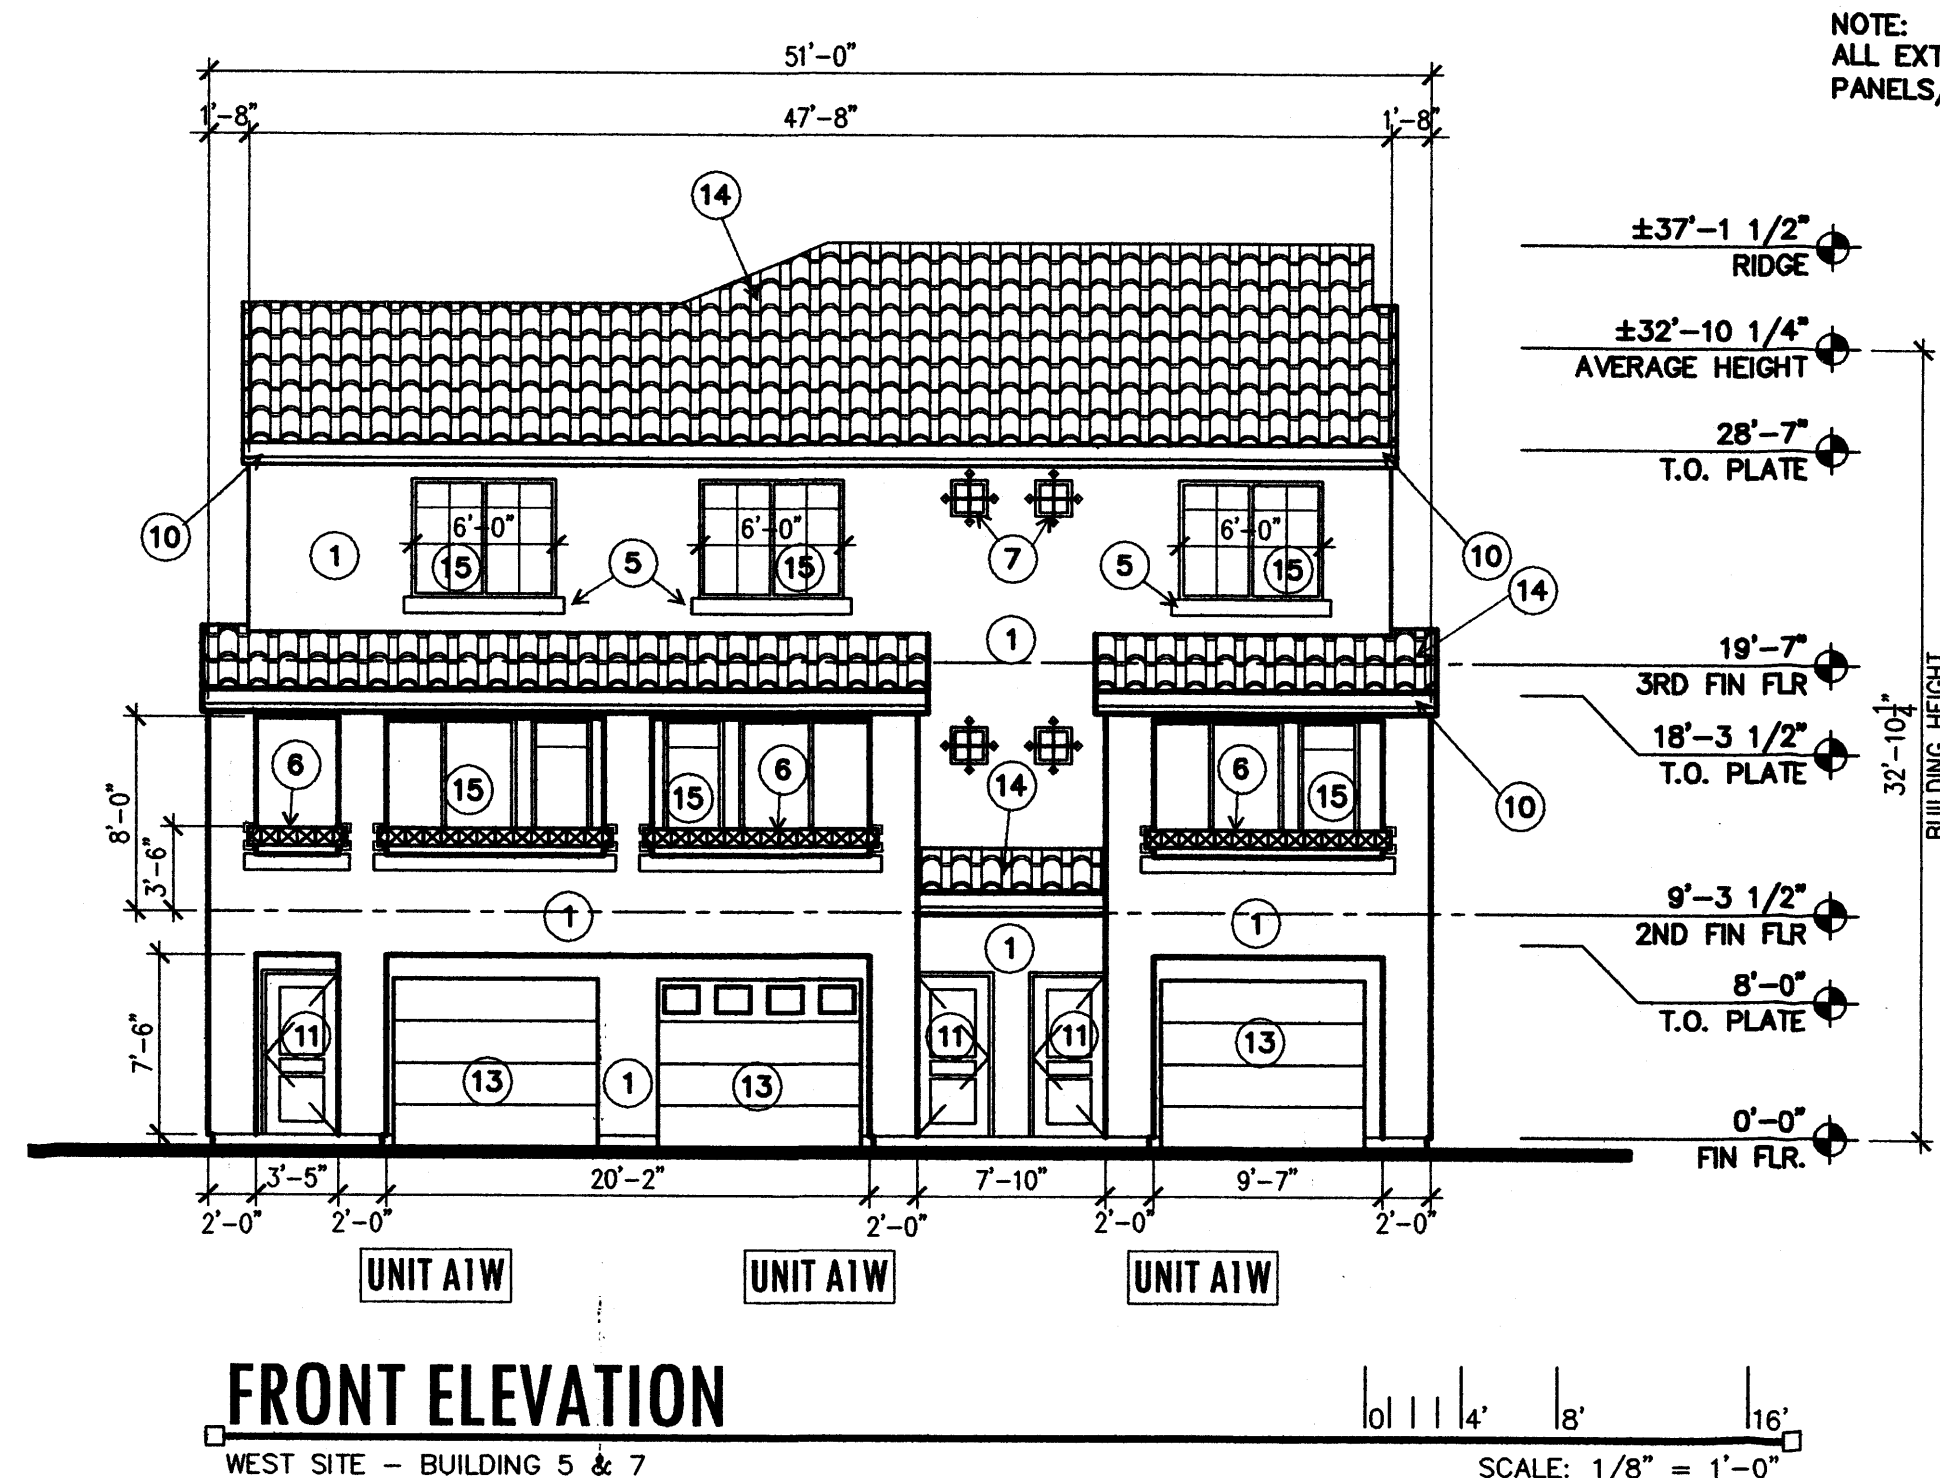 NOTE:
ALL EXT
PANELS/
51'-0"
1'-8" 47'-8" 1'-8"
14
±37'-1 1/2"
RIDGE
±32'-10 1/4"
AVERAGE HEIGHT
28'-7"
T.O. PLATE
10 1 6'-0" 15 5 6'-0" 15 7 5 6'-0" 15 10
14
1
19'-7"
3RD FIN FLR
18'-3 1/2"
T.O. PLATE
32'-10 1/4"
BUILDING HEIGHT
8'-0"
3'-6"
6 15 15 6 14 6 15 10
9'-3 1/2"
2ND FIN FLR
1 1 1
8'-0"
T.O. PLATE
7'-6"
11 13 1 13 11 11 13
0'-0"
FIN FLR.
3'-5" 20'-2" 7'-10" 9'-7"
2'-0" 2'-0" 2'-0" 2'-0" 2'-0"
UNIT A1W UNIT A1W UNIT A1W
FRONT ELEVATION
0 4' 8' 16'
WEST SITE - BUILDING 5 & 7
SCALE: 1/8" = 1'-0"